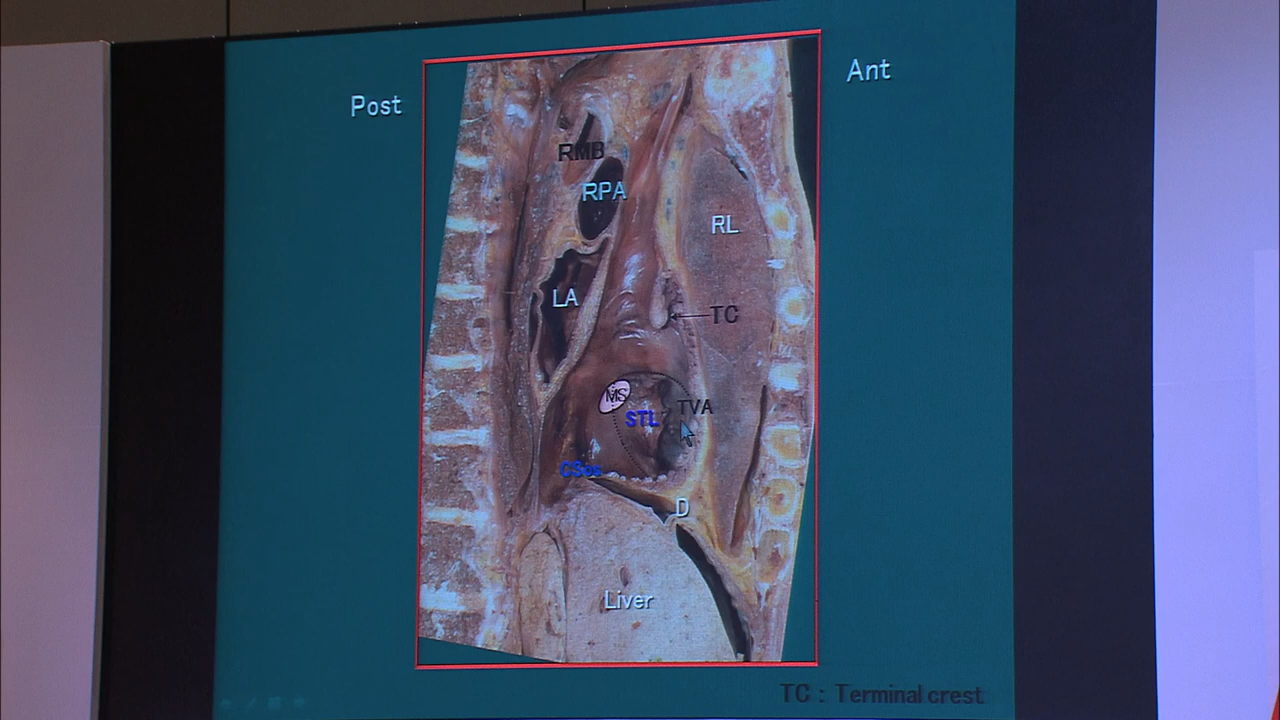 Post
Ant
RMB
RPA
RL
LA
TC
MS
STL
TVA
CSos
D
Liver
TC : Terminal crest